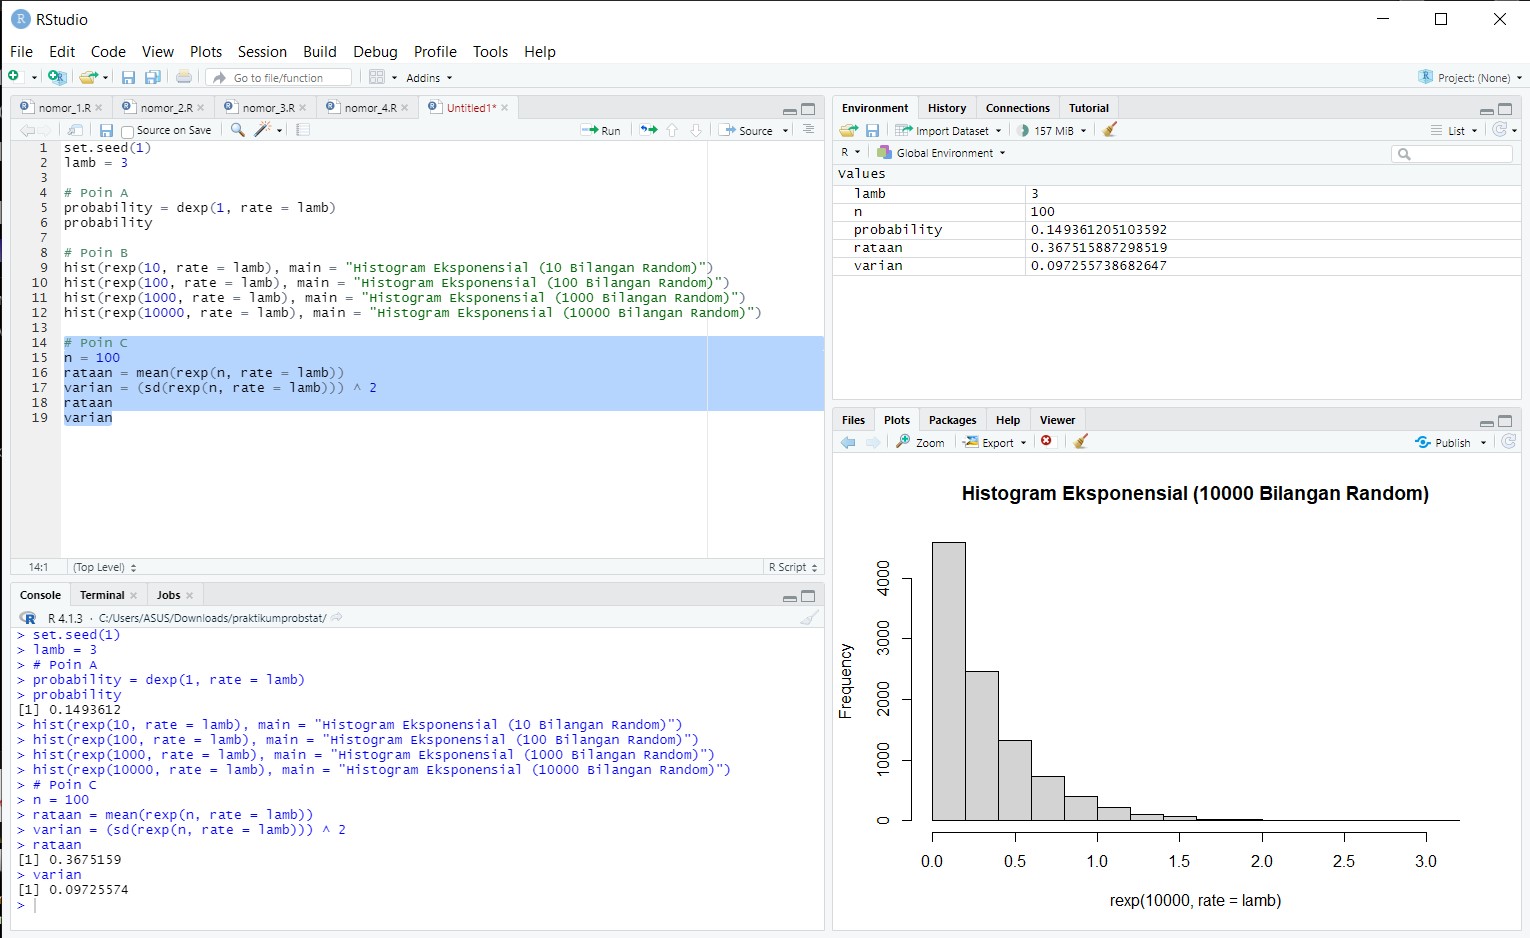 RStudio
File Edit Code View Plots Session Build Debug Profile Tools Help
Go to file/function Addins Project: (None)
nomor_1.R nomor_2.R nomor_3.R nomor_4.R Untitled1*
Source on Save Run Source
1 set.seed(1)
2 lamb = 3
3
4 # Poin A
5 probability = dexp(1, rate = lamb)
6 probability
7
8 # Poin B
9 hist(rexp(10, rate = lamb), main = "Histogram Eksponensial (10 Bilangan Random)")
10 hist(rexp(100, rate = lamb), main = "Histogram Eksponensial (100 Bilangan Random)")
11 hist(rexp(1000, rate = lamb), main = "Histogram Eksponensial (1000 Bilangan Random)")
12 hist(rexp(10000, rate = lamb), main = "Histogram Eksponensial (10000 Bilangan Random)")
13
14 # Poin C
15 n = 100
16 rataan = mean(rexp(n, rate = lamb))
17 varian = (sd(rexp(n, rate = lamb))) ^ 2
18 rataan
19 varian
14:1 (Top Level) R Script
Console Terminal Jobs
R 4.1.3 · C:/Users/ASUS/Downloads/praktikumprobstat/
> set.seed(1)
> lamb = 3
> # Poin A
> probability = dexp(1, rate = lamb)
> probability
[1] 0.1493612
> hist(rexp(10, rate = lamb), main = "Histogram Eksponensial (10 Bilangan Random)")
> hist(rexp(100, rate = lamb), main = "Histogram Eksponensial (100 Bilangan Random)")
> hist(rexp(1000, rate = lamb), main = "Histogram Eksponensial (1000 Bilangan Random)")
> hist(rexp(10000, rate = lamb), main = "Histogram Eksponensial (10000 Bilangan Random)")
> # Poin C
> n = 100
> rataan = mean(rexp(n, rate = lamb))
> varian = (sd(rexp(n, rate = lamb))) ^ 2
> rataan
[1] 0.3675159
> varian
[1] 0.09725574
>
Environment History Connections Tutorial
Import Dataset 157 MiB List
R Global Environment
Values
lamb 3
n 100
probability 0.149361205103592
rataan 0.367515887298519
varian 0.097255738682647
Files Plots Packages Help Viewer
Zoom Export Publish
Histogram Eksponensial (10000 Bilangan Random)
Frequency
4000
3000
2000
1000
0
0.0 0.5 1.0 1.5 2.0 2.5 3.0
rexp(10000, rate = lamb)